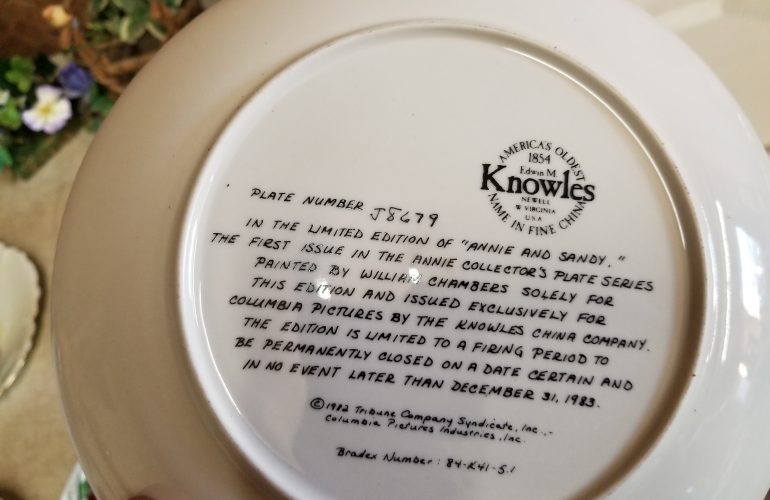 AMERICA'S OLDEST
1854
Edwin M.
Knowles
NEWELL
W VIRGINIA
U.S.A
NAME IN FINE CHINA
PLATE NUMBER J8679
IN THE LIMITED EDITION OF "ANNIE AND SANDY,"
THE FIRST ISSUE IN THE ANNIE COLLECTOR'S PLATE SERIES
PAINTED BY WILLIAM CHAMBERS SOLELY FOR
THIS EDITION AND ISSUED EXCLUSIVELY FOR
COLUMBIA PICTURES BY THE KNOWLES CHINA COMPANY.
THE EDITION IS LIMITED TO A FIRING PERIOD TO
BE PERMANENTLY CLOSED ON A DATE CERTAIN AND
IN NO EVENT LATER THAN DECEMBER 31, 1983.
©1982 Tribune Company Syndicate, Inc.,-
Columbia Pictures Industries, Inc.
Bradex Number: 84-K41-5.1